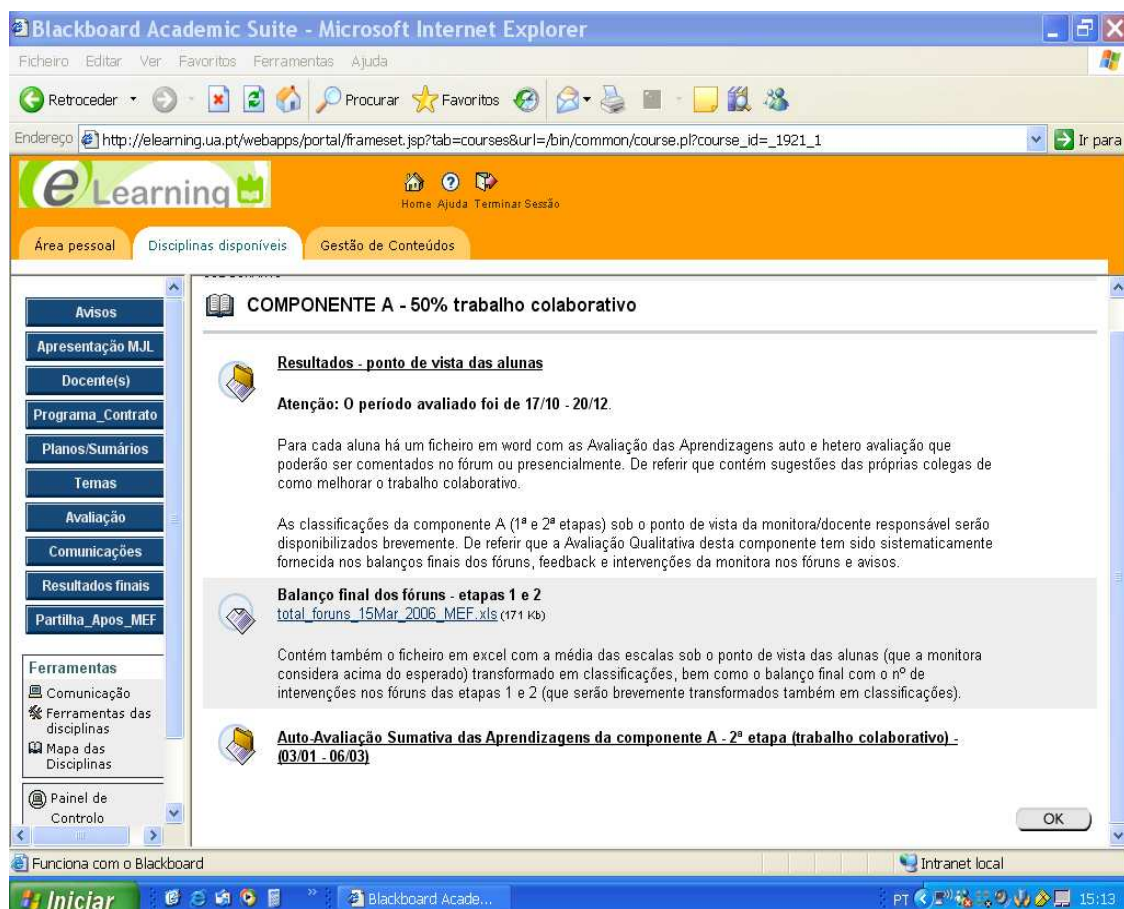 Blackboard Academic Suite - Microsoft Internet Explorer
Ficheiro Editar Ver Favoritos Ferramentas Ajuda
Retroceder Procurar Favoritos
Endereço http://elearning.ua.pt/webapps/portal/frameset.jsp?tab=courses&url=/bin/common/course.pl?course_id=_1921_1 Ir para
eLearning
Home Ajuda Terminar Sessão
Área pessoal Disciplinas disponíveis Gestão de Conteúdos
Avisos
Apresentação MJL
Docente(s)
Programa_Contrato
Planos/Sumários
Temas
Avaliação
Comunicações
Resultados finais
Partilha_Apos_MEF
Ferramentas
Comunicação
Ferramentas das
disciplinas
Mapa das
Disciplinas
Painel de
Controlo
COMPONENTE A - 50% trabalho colaborativo
Resultados - ponto de vista das alunas
Atenção: O período avaliado foi de 17/10 - 20/12.
Para cada aluna há um ficheiro em word com as Avaliação das Aprendizagens auto e hetero avaliação que
poderão ser comentados no fórum ou presencialmente. De referir que contém sugestões das próprias colegas de
como melhorar o trabalho colaborativo.
As classificações da componente A (1ª e 2ª etapas) sob o ponto de vista da monitora/docente responsável serão
disponibilizados brevemente. De referir que a Avaliação Qualitativa desta componente tem sido sistematicamente
fornecida nos balanços finais dos fóruns, feedback e intervenções da monitora nos fóruns e avisos.
Balanço final dos fóruns - etapas 1 e 2
total_foruns_15Mar_2006_MEF.xls (171 Kb)
Contém também o ficheiro em excel com a média das escalas sob o ponto de vista das alunas (que a monitora
considera acima do esperado) transformado em classificações, bem como o balanço final com o nº de
intervenções nos fóruns das etapas 1 e 2 (que serão brevemente transformados também em classificações).
Auto-Avaliação Sumativa das Aprendizagens da componente A - 2ª etapa (trabalho colaborativo) -
(03/01 - 06/03)
OK
Funciona com o Blackboard Intranet local
Iniciar Blackboard Acade... PT 15:13